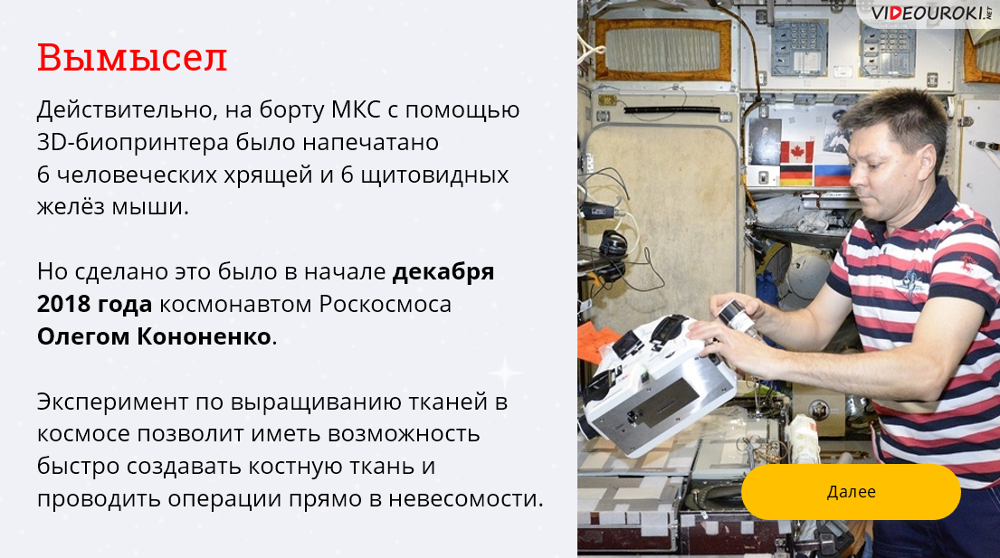 VIDEOUROKI.NET
Вымысел
Действительно, на борту МКС с помощью
3D-биопринтера было напечатано
6 человеческих хрящей и 6 щитовидных
желёз мыши.
Но сделано это было в начале декабря
2018 года космонавтом Роскосмоса
Олегом Кононенко.
Эксперимент по выращиванию тканей в
космосе позволит иметь возможность
быстро создавать костную ткань и
проводить операции прямо в невесомости.
Далее